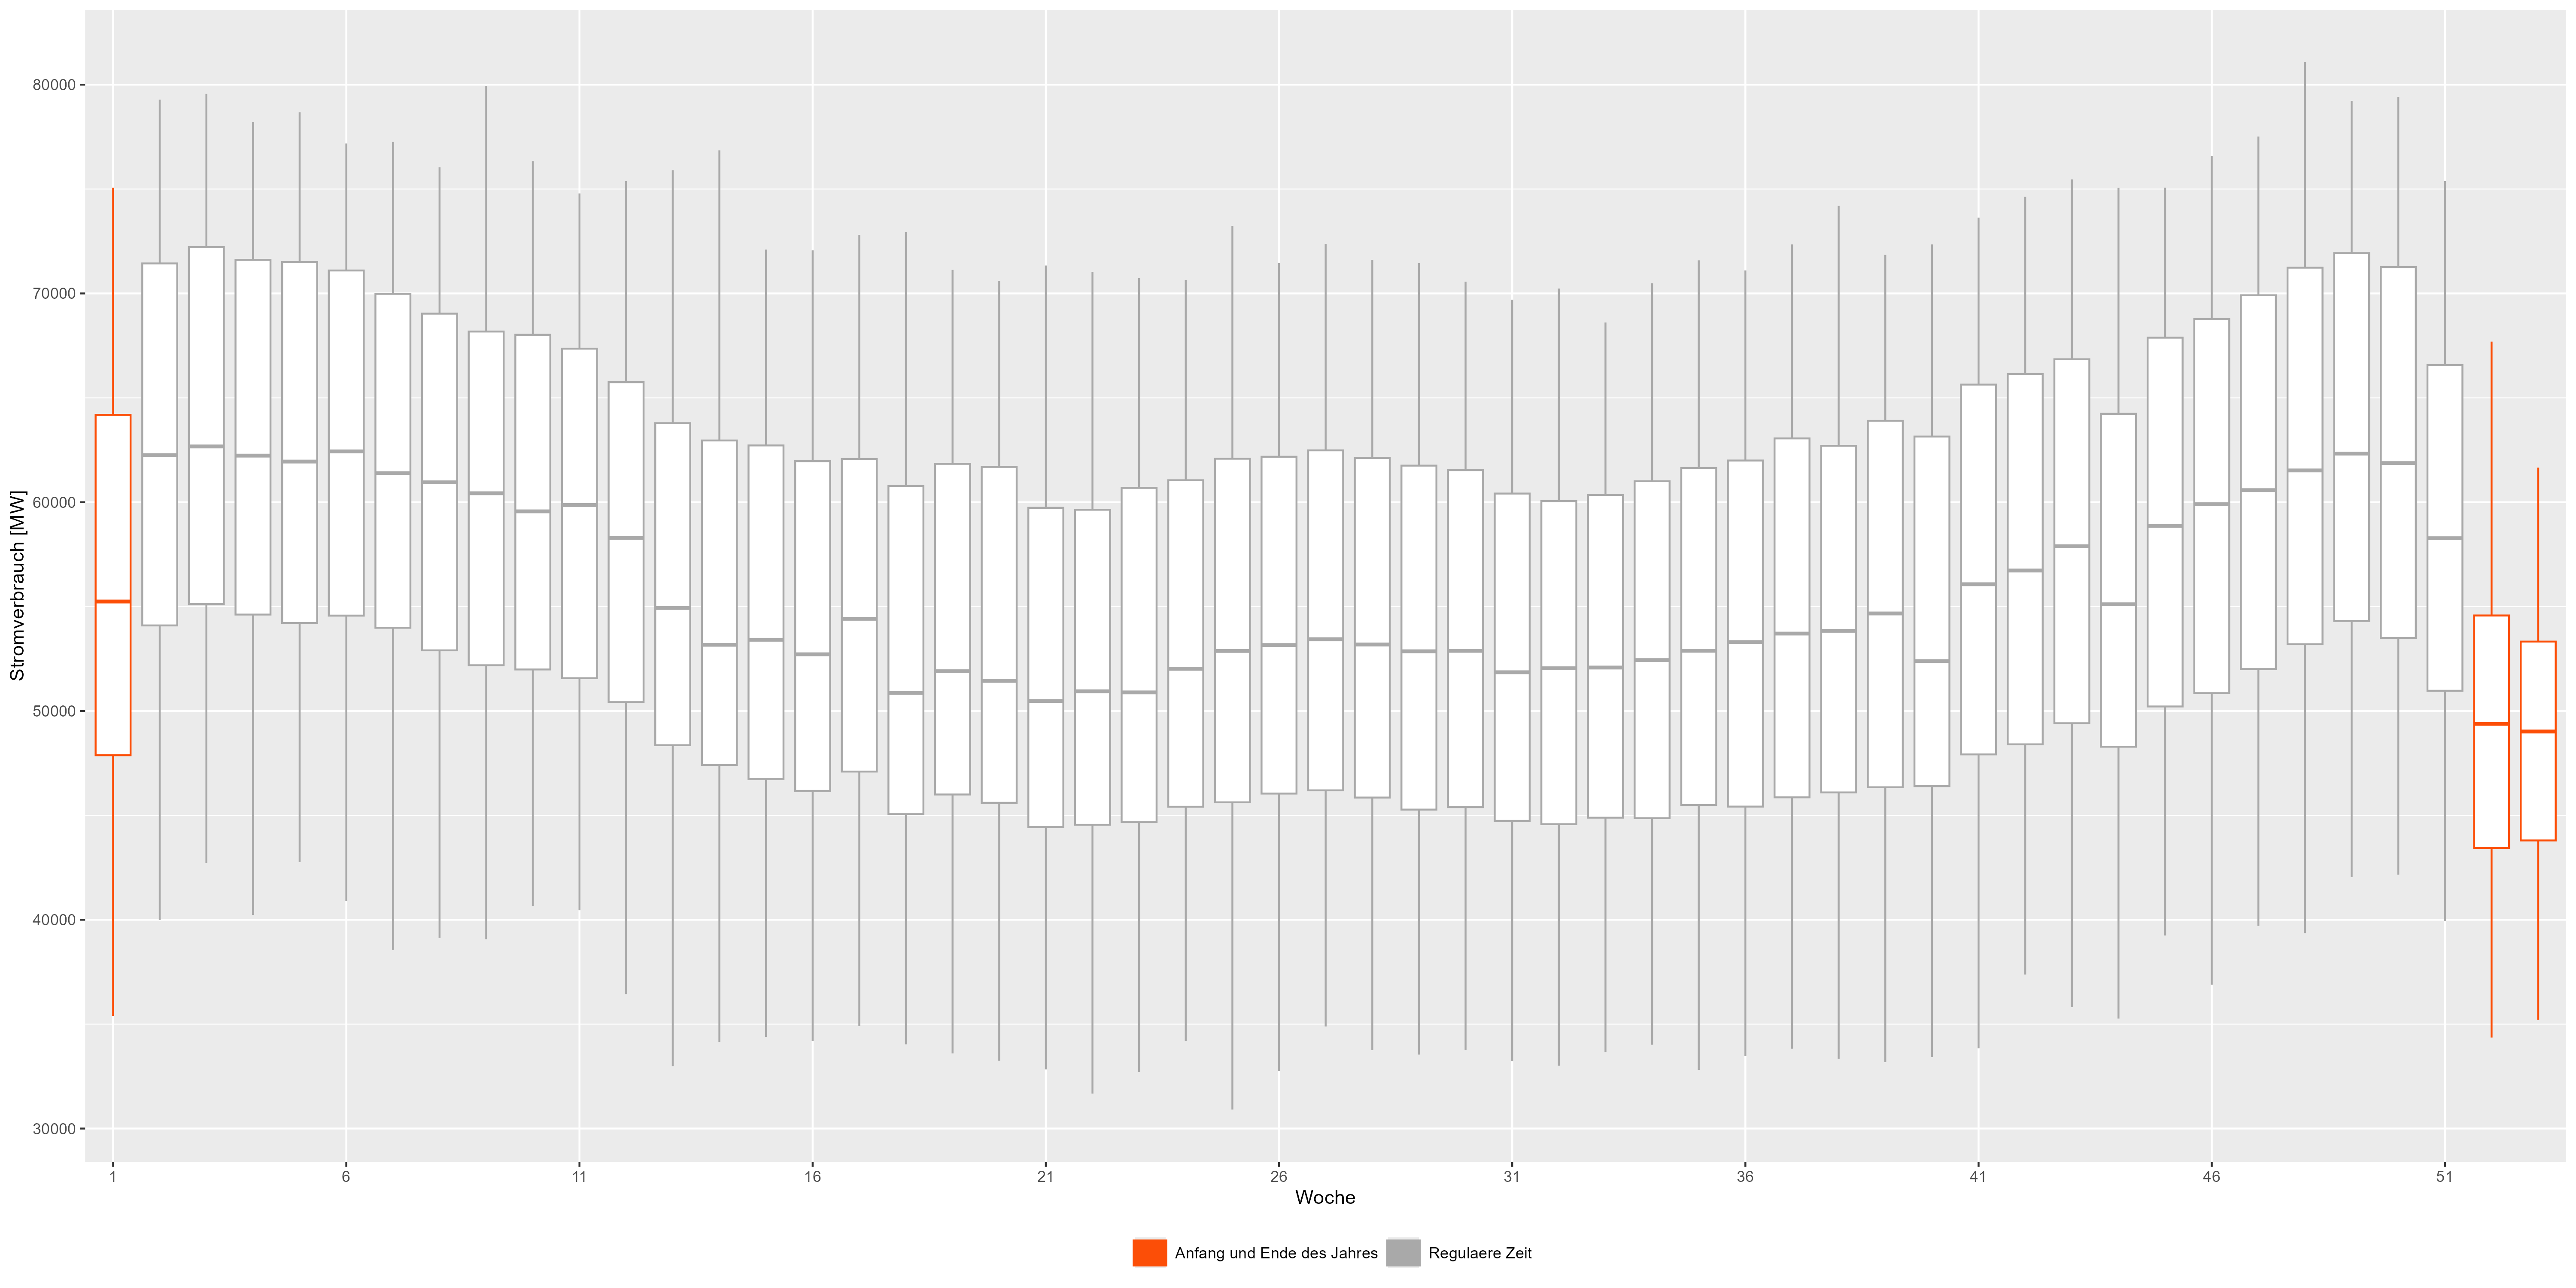 Stromverbrauch [MW]
80000
70000
60000
50000
40000
30000
1 6 11 16 21 26 31 36 41 46 51
Woche
Anfang und Ende des Jahres Regulaere Zeit